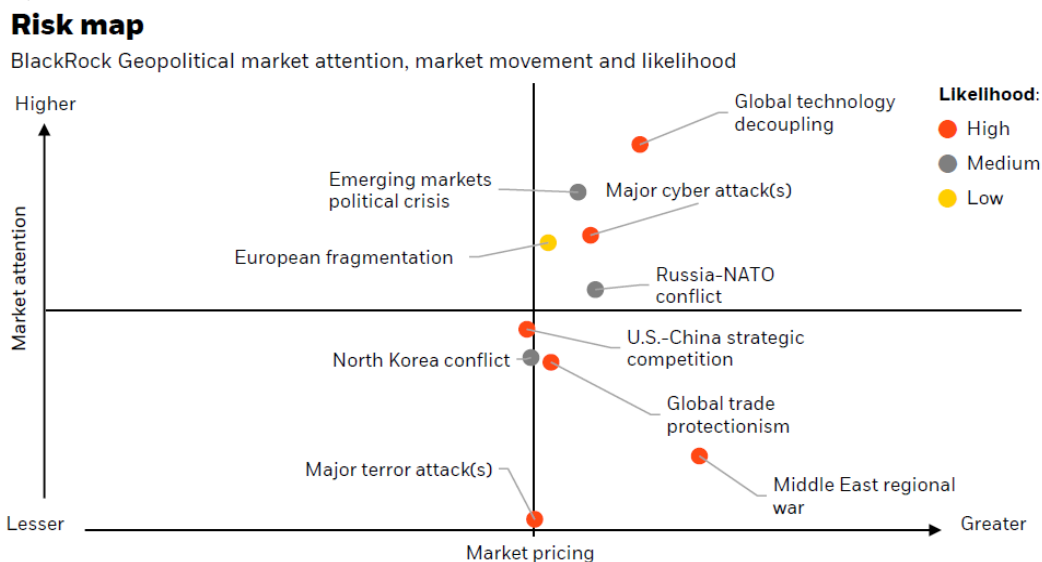 Risk map
BlackRock Geopolitical market attention, market movement and likelihood
Higher
Global technology
decoupling
Likelihood:
High
Medium
Low
Emerging markets
political crisis
Major cyber attack(s)
European fragmentation
Russia-NATO
conflict
Market attention
U.S.-China strategic
competition
North Korea conflict
Global trade
protectionism
Major terror attack(s)
Middle East regional
war
Lesser
Greater
Market pricing